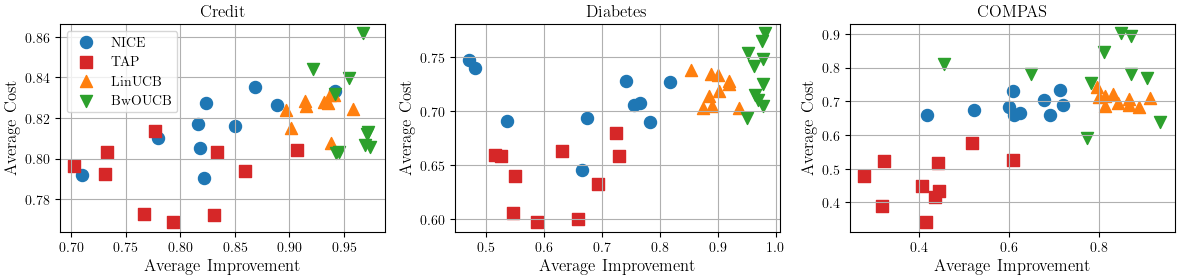 Credit
Average Cost
0.86
0.84
0.82
0.80
0.78
NICE
TAP
LinUCB
BwOUCB
0.70 0.75 0.80 0.85 0.90 0.95
Average Improvement
Diabetes
Average Cost
0.75
0.70
0.65
0.60
0.5 0.6 0.7 0.8 0.9 1.0
Average Improvement
COMPAS
Average Cost
0.9
0.8
0.7
0.6
0.5
0.4
0.4 0.6 0.8
Average Improvement